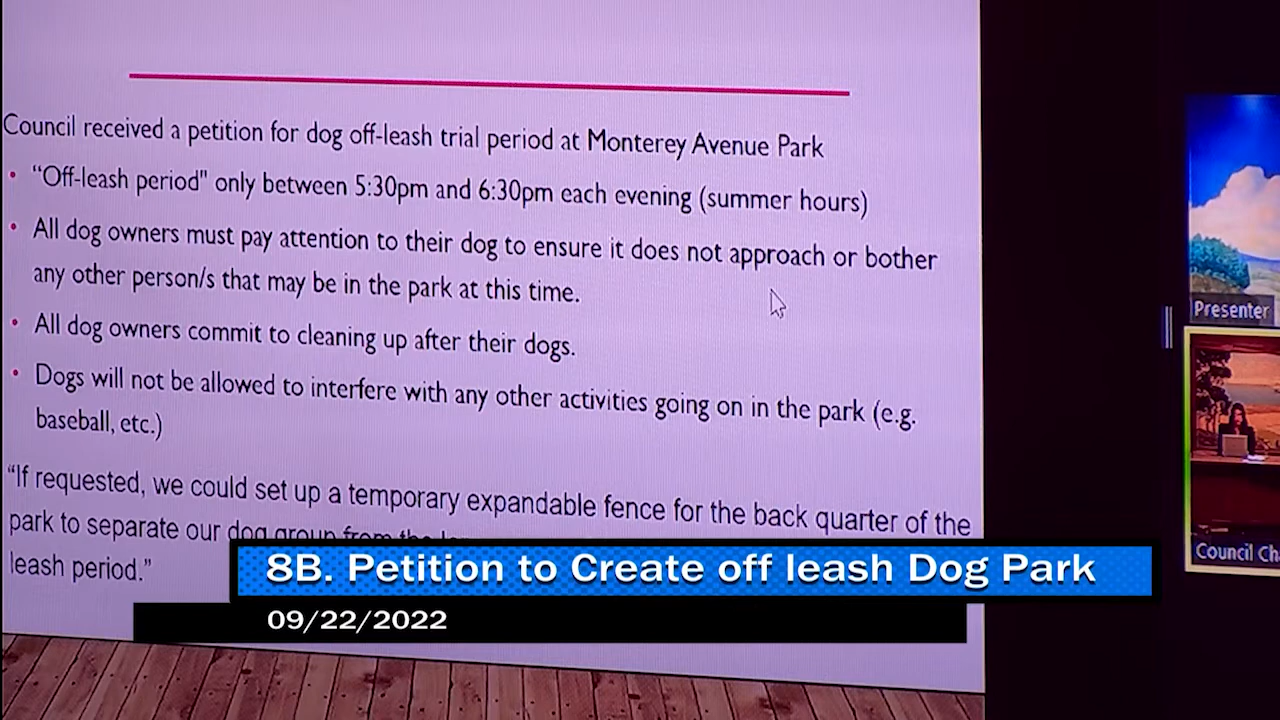 Council received a petition for dog off-leash trial period at Monterey Avenue Park
• “Off-leash period" only between 5:30pm and 6:30pm each evening (summer hours)
• All dog owners must pay attention to their dog to ensure it does not approach or bother
any other person/s that may be in the park at this time.
• All dog owners commit to cleaning up after their dogs.
• Dogs will not be allowed to interfere with any other activities going on in the park (e.g.
baseball, etc.)
“If requested, we could set up a temporary expandable fence for the back quarter of the
park to separate our dog group from the
leash period.”
8B. Petition to Create off leash Dog Park
09/22/2022
Presenter
Council Ch